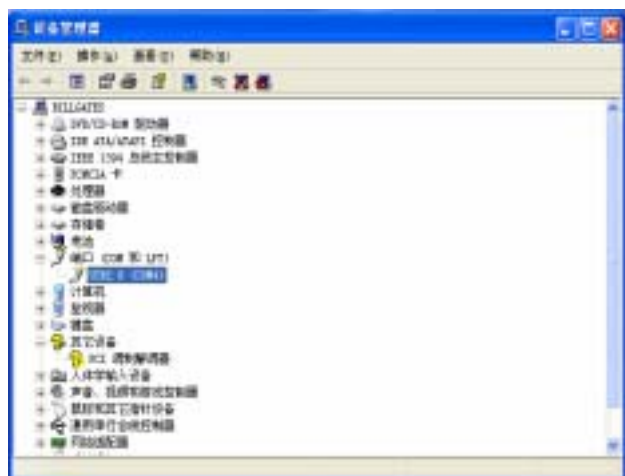 设备管理器
文件(F) 操作(A) 查看(V) 帮助(H)
BILLGATES
DVD/CD-ROM 驱动器
IDE ATA/ATAPI 控制器
IEEE 1394 总线主控制器
PCMCIA 卡
处理器
磁盘驱动器
存储卷
电池
端口 (COM 和 LPT)
计算机
监视器
键盘
其它设备
PCI 调制解调器
人体学输入设备
声音、视频和游戏控制器
鼠标和其它指针设备
通用串行总线控制器
网络适配器